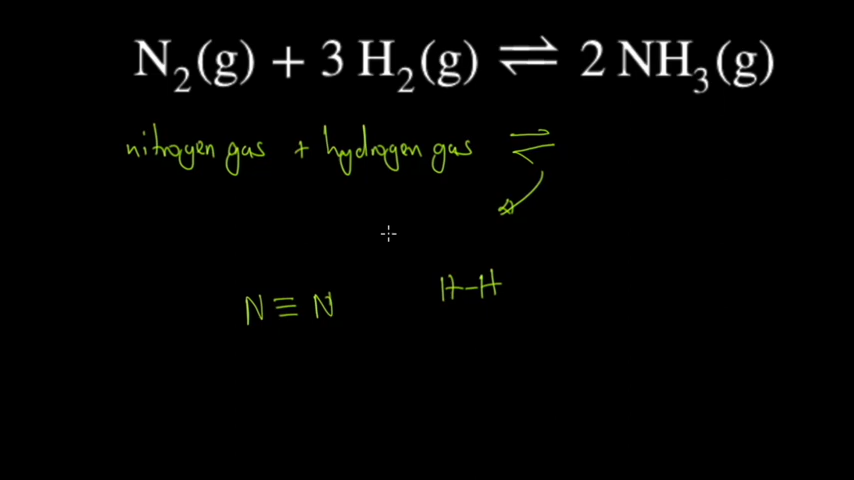 N₂(g) + 3 H₂(g) ⇌ 2 NH₃(g)
nitrogen gas + hydrogen gas ⇌
H-H
N≡N